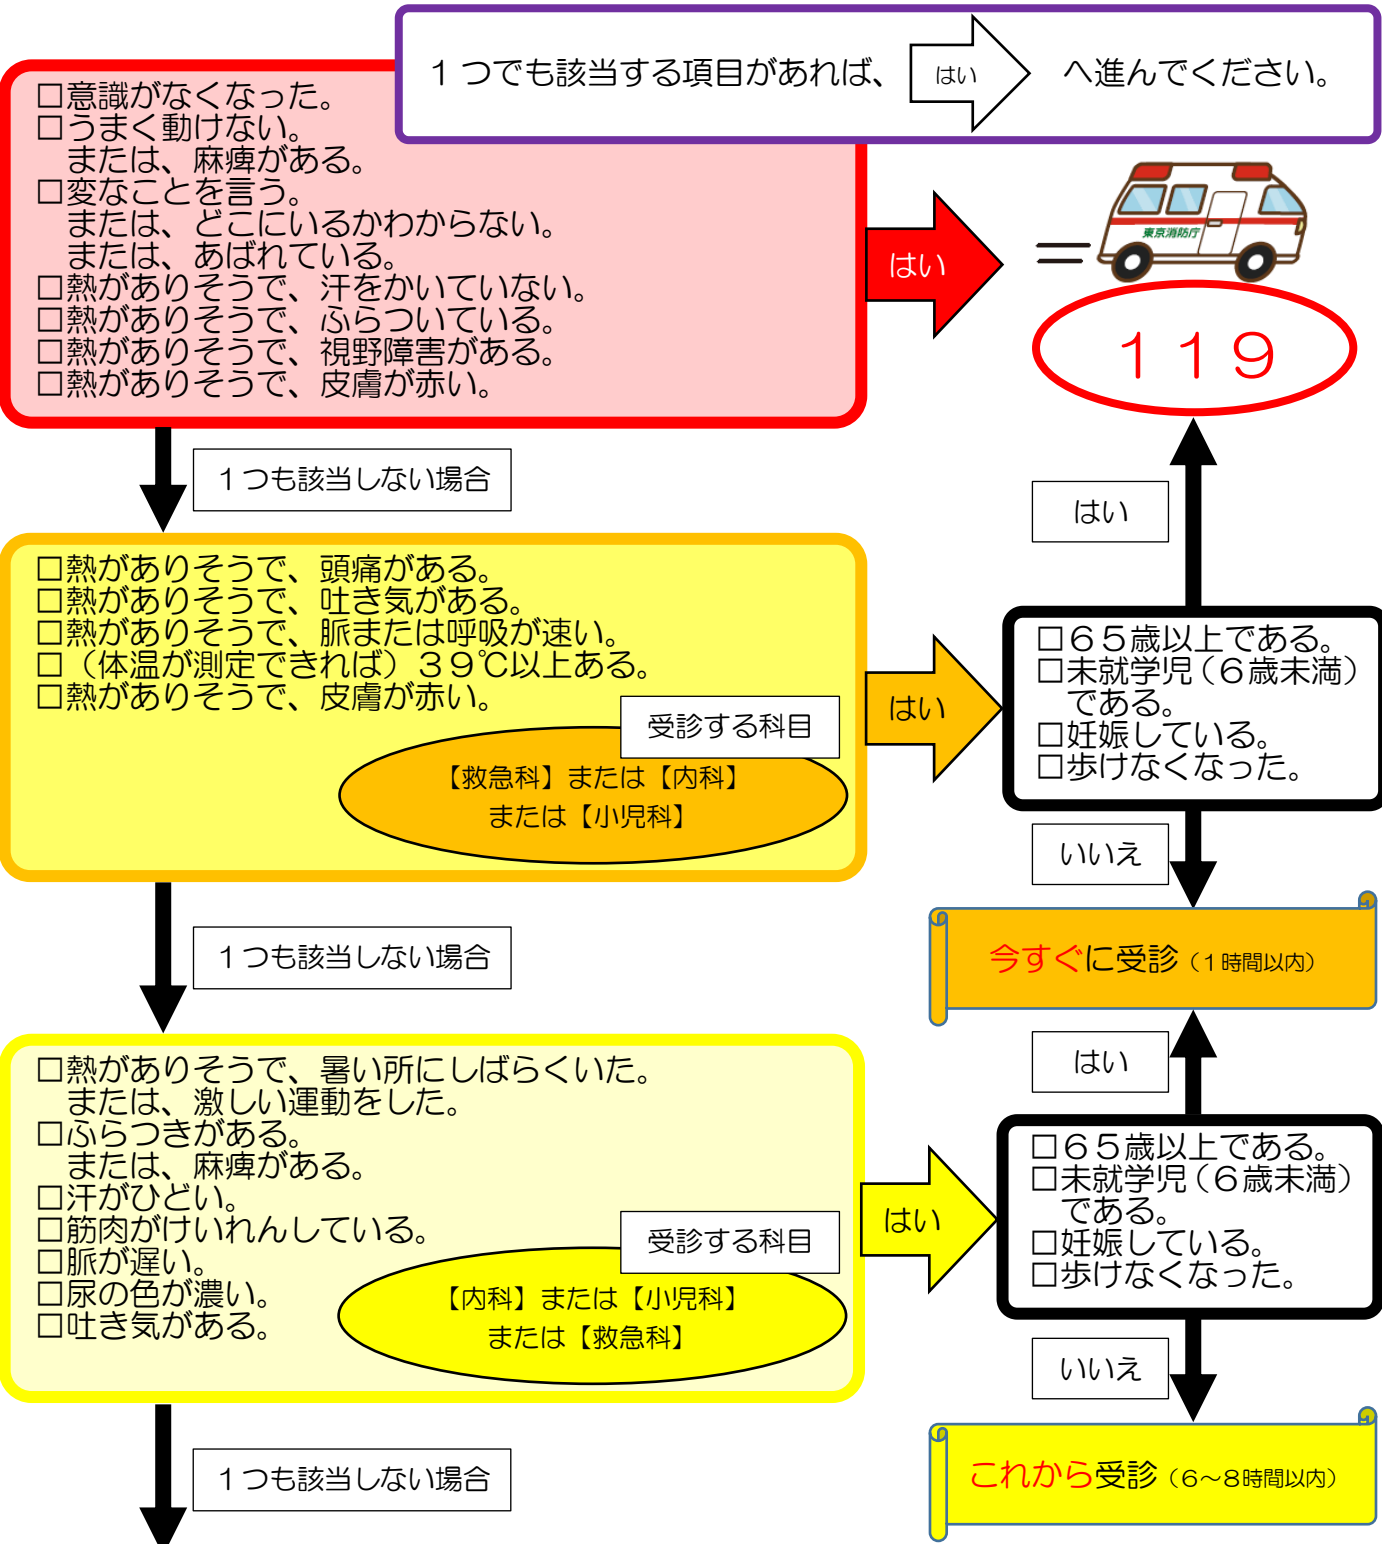 1つでも該当する項目があれば、 はい へ進んでください。
□意識がなくなった。
□うまく動けない。
または、麻痺がある。
□変なことを言う。
または、どこにいるかわからない。
または、あばれている。
□熱がありそうで、汗をかいていない。
□熱がありそうで、ふらついている。
□熱がありそうで、視野障害がある。
□熱がありそうで、皮膚が赤い。
はい
東京消防庁
119
1つも該当しない場合
はい
□熱がありそうで、頭痛がある。
□熱がありそうで、吐き気がある。
□熱がありそうで、脈または呼吸が速い。
□(体温が測定できれば)39℃以上ある。
□熱がありそうで、皮膚が赤い。
受診する科目
【救急科】または【内科】
または【小児科】
はい
□65歳以上である。
□未就学児(6歳未満)
である。
□妊娠している。
□歩けなくなった。
いいえ
今すぐに受診(1時間以内)
1つも該当しない場合
はい
□熱がありそうで、暑い所にしばらくいた。
または、激しい運動をした。
□ふらつきがある。
または、麻痺がある。
□汗がひどい。
□筋肉がけいれんしている。
□脈が遅い。
□尿の色が濃い。
□吐き気がある。
受診する科目
【内科】または【小児科】
または【救急科】
はい
□65歳以上である。
□未就学児(6歳未満)
である。
□妊娠している。
□歩けなくなった。
いいえ
これから受診(6~8時間以内)
1つも該当しない場合